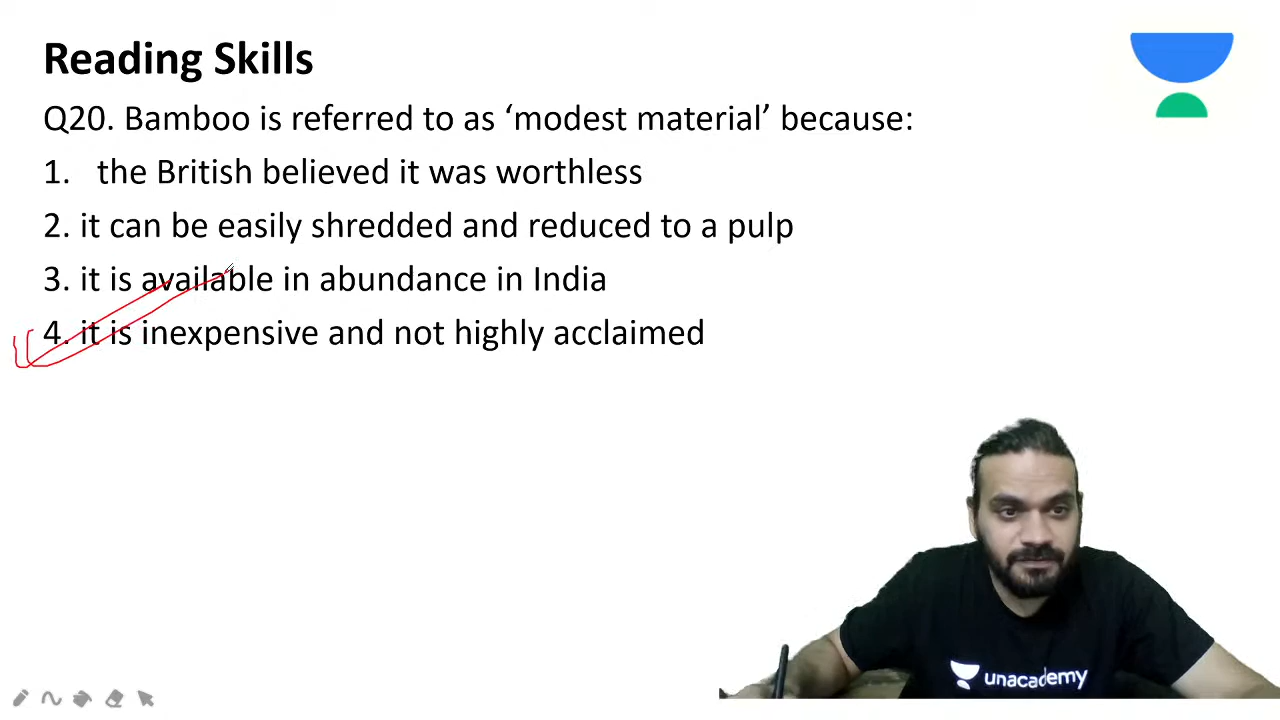 Reading Skills
Q20. Bamboo is referred to as ‘modest material’ because:
1. the British believed it was worthless
2. it can be easily shredded and reduced to a pulp
3. it is available in abundance in India
4. it is inexpensive and not highly acclaimed
unacademy